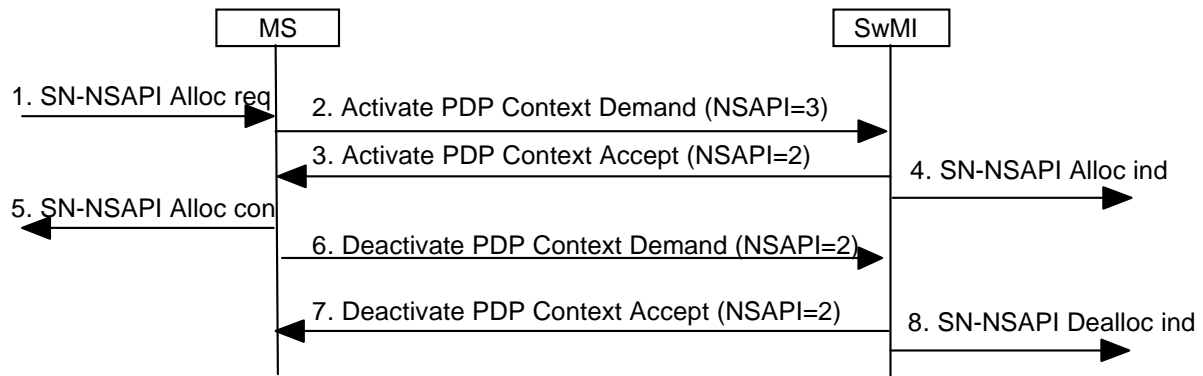 MS
SwMI
1. SN-NSAPI Alloc req
2. Activate PDP Context Demand (NSAPI=3)
3. Activate PDP Context Accept (NSAPI=2)
4. SN-NSAPI Alloc ind
5. SN-NSAPI Alloc con
6. Deactivate PDP Context Demand (NSAPI=2)
7. Deactivate PDP Context Accept (NSAPI=2)
8. SN-NSAPI Dealloc ind